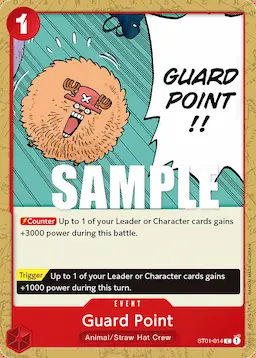 1
GUARD
POINT
!!
SAMPLE
Counter Up to 1 of your Leader or Character cards gains
+3000 power during this battle.
Trigger Up to 1 of your Leader or Character cards gains
+1000 power during this turn.
EVENT
Guard Point
Animal/Straw Hat Crew
ST01-014 C